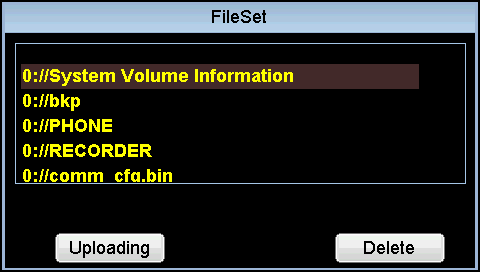 FileSet
0://System Volume Information
0://bkp
0://PHONE
0://RECORDER
0://comm_cfg.bin
Uploading
Delete